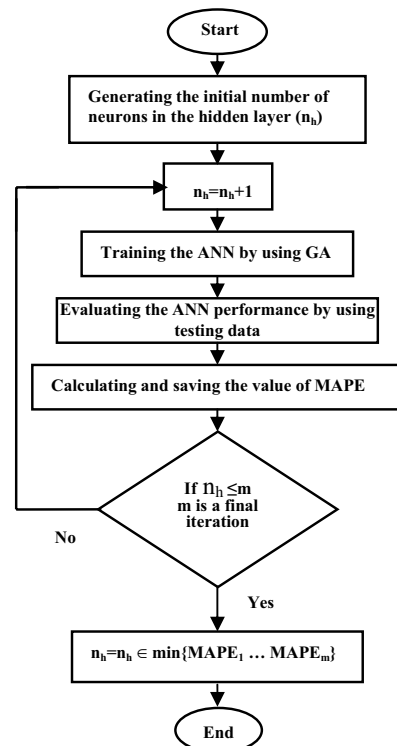 Start
Generating the initial number of
neurons in the hidden layer (nₕ)
nₕ=nₕ+1
Training the ANN by using GA
Evaluating the ANN performance by using
testing data
Calculating and saving the value of MAPE
If nₕ ≤m
m is a final
iteration
No
Yes
nₕ=nₕ ∈ min{MAPE₁ … MAPEₘ}
End